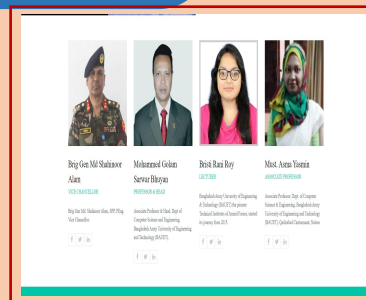 Brig Gen Md Shahinoor
Alam
VICE CHANCELLOR
Brig Gen Md. Shahinoor Alam, SPP, PEng,
Vice Chancellor
Mohammed Golam
Sarwar Bhuyan
PROFESSOR & HEAD
Associate Professor & Head, Dept. of
Computer Science and Engineering,
Bangladesh Army University of Engineering
and Technology (BAUET).
Bristi Rani Roy
LECTURER
Bangladesh Army University of Engineering
& Technology (BAUET), the pioneer
Technical Institution of Armed Forces, started
its journey from 2015.
Must. Asma Yasmin
ASSOCIATE PROFESSOR
Associate Professor, Dept. of Computer
Science & Engineering, Bangladesh Army
University of Engineering and Technology
(BAUET), Qadirabad Cantonment, Natore